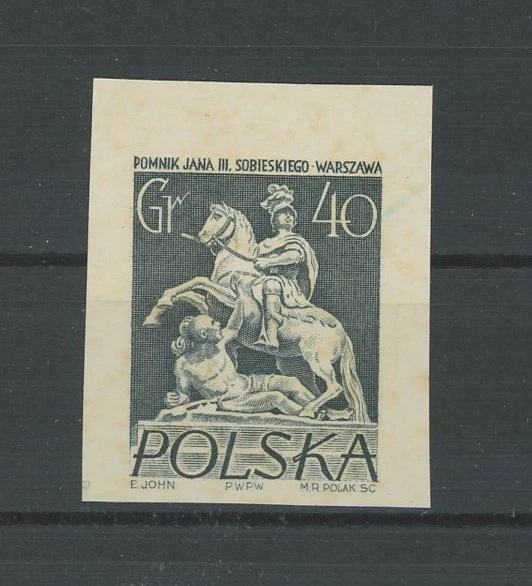 POMNIK JANA III. SOBIESKIEGO - WARSZAWA
Gr 40
POLSKA
E. JOHN P.W.P.W M.R. POLAK SC